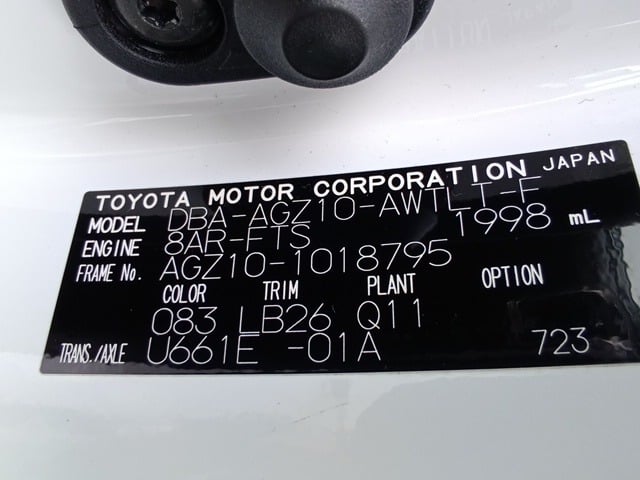 TOYOTA MOTOR CORPORATION JAPAN
MODEL DBA-AGZ10-AWTLT-F
ENGINE 8AR-FTS 1998 mL
FRAME No. AGZ10-1018795
COLOR TRIM PLANT OPTION
083 LB26 Q11
TRANS./AXLE U661E -01A 723